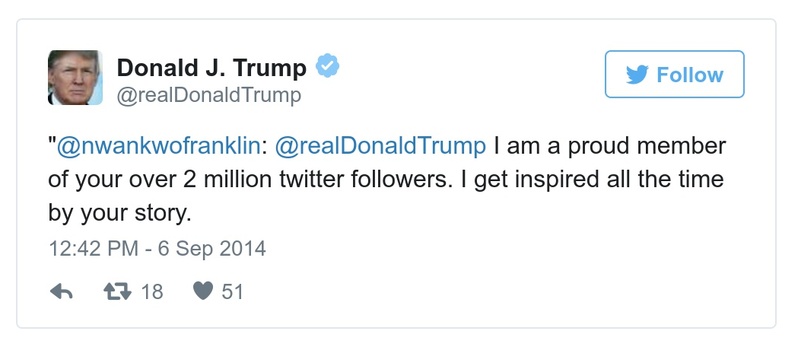 Donald J. Trump
@realDonaldTrump
Follow
"@nwankwofranklin: @realDonaldTrump I am a proud member
of your over 2 million twitter followers. I get inspired all the time
by your story.
12:42 PM - 6 Sep 2014
18 51